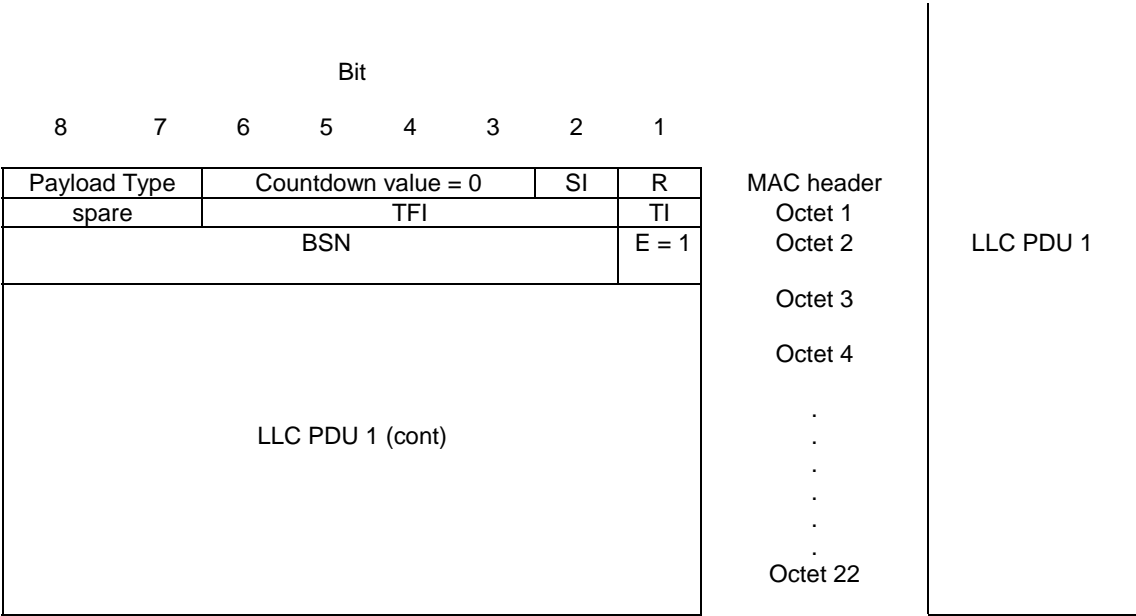 Bit
8 7 6 5 4 3 2 1
Payload Type Countdown value = 0 SI R MAC header
spare TFI TI Octet 1
BSN E = 1 Octet 2 LLC PDU 1
Octet 3
Octet 4
.
LLC PDU 1 (cont) .
.
.
.
.
Octet 22